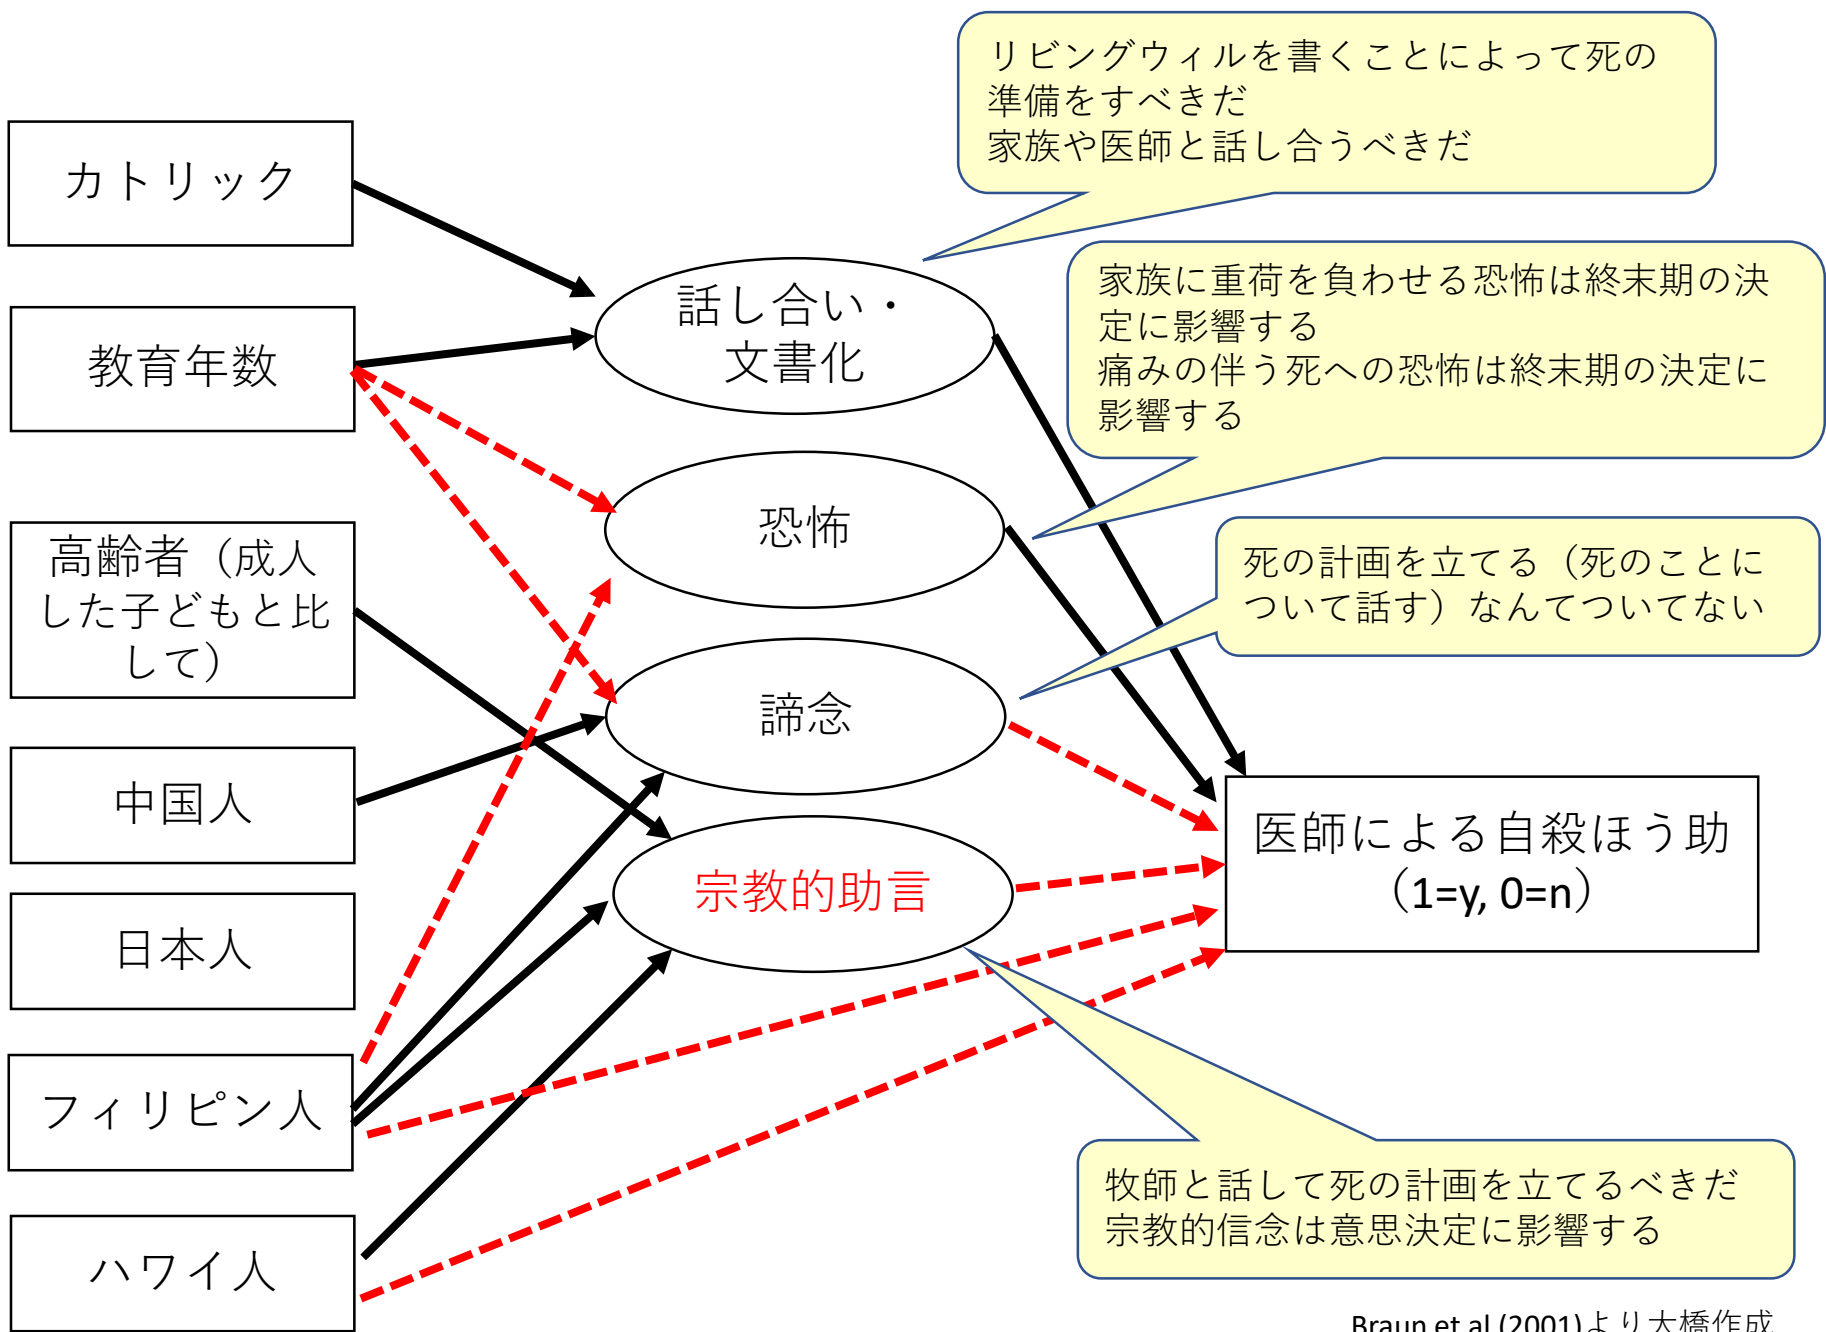 リビングウィルを書くことによって死の
準備をすべきだ
家族や医師と話し合うべきだ
カトリック
家族に重荷を負わせる恐怖は終末期の決
定に影響する
痛みの伴う死への恐怖は終末期の決定に
影響する
話し合い・
文書化
教育年数
恐怖
死の計画を立てる（死のことに
ついて話す）なんてついてない
高齢者（成人
した子どもと比
して）
諦念
中国人
医師による自殺ほう助
（1=y, 0=n）
宗教的助言
日本人
フィリピン人
牧師と話して死の計画を立てるべきだ
宗教的信念は意思決定に影響する
ハワイ人
Braun et al.(2001)より大橋作成